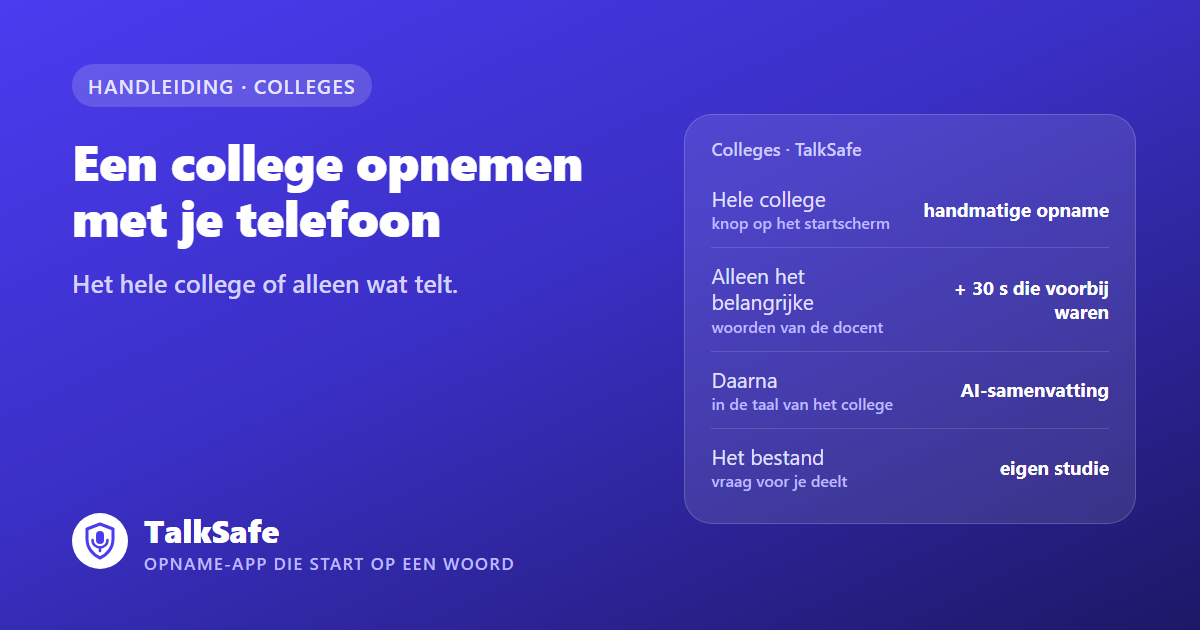 HANDLEIDING · COLLEGES
Een college opnemen
met je telefoon
Het hele college of alleen wat telt.
Colleges · TalkSafe
Hele college
knop op het startscherm
handmatige opname
Alleen het
belangrijke
woorden van de docent
+ 30 s die voorbij
waren
Daarna
in de taal van het college
AI-samenvatting
Het bestand
vraag voor je deelt
eigen studie
TalkSafe
OPNAME-APP DIE START OP EEN WOORD